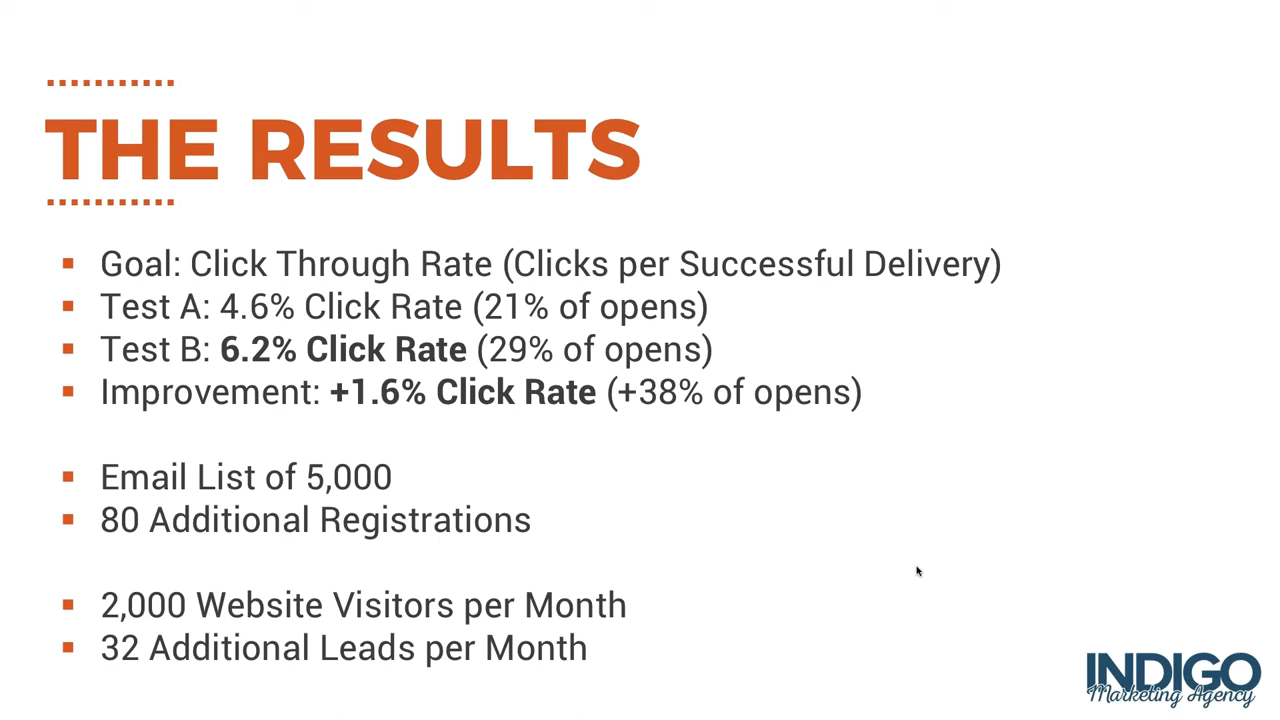 THE RESULTS
Goal: Click Through Rate (Clicks per Successful Delivery)
Test A: 4.6% Click Rate (21% of opens)
Test B: 6.2% Click Rate (29% of opens)
Improvement: +1.6% Click Rate (+38% of opens)
Email List of 5,000
80 Additional Registrations
2,000 Website Visitors per Month
32 Additional Leads per Month
INDIGO
Marketing Agency